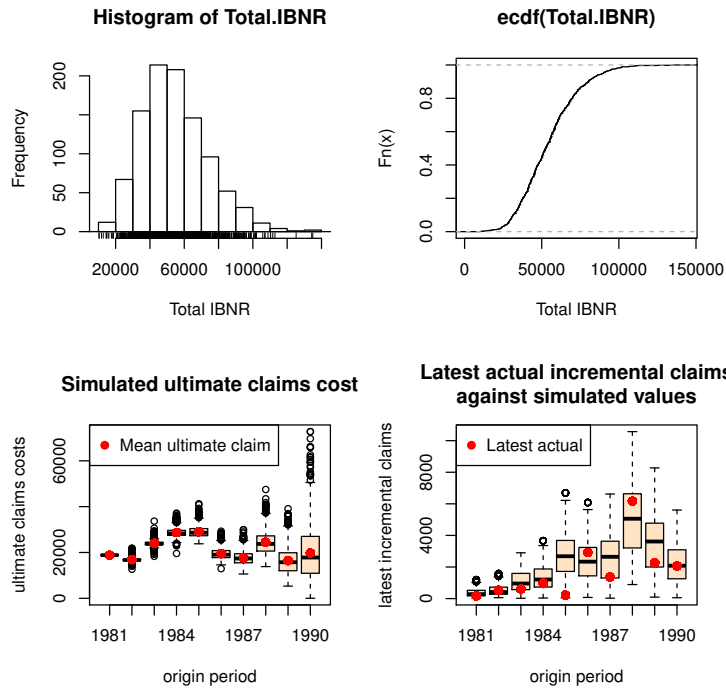 Histogram of Total.IBNR
Frequency
0
50
100
200
20000
60000
100000
Total IBNR
ecdf(Total.IBNR)
Fn(x)
0.0
0.4
0.8
0
50000
100000
150000
Total IBNR
Simulated ultimate claims cost
Mean ultimate claim
ultimate claims costs
0
20000
60000
1981
1984
1987
1990
origin period
Latest actual incremental claims
against simulated values
Latest actual
latest incremental claims
0
4000
8000
1981
1984
1987
1990
origin period